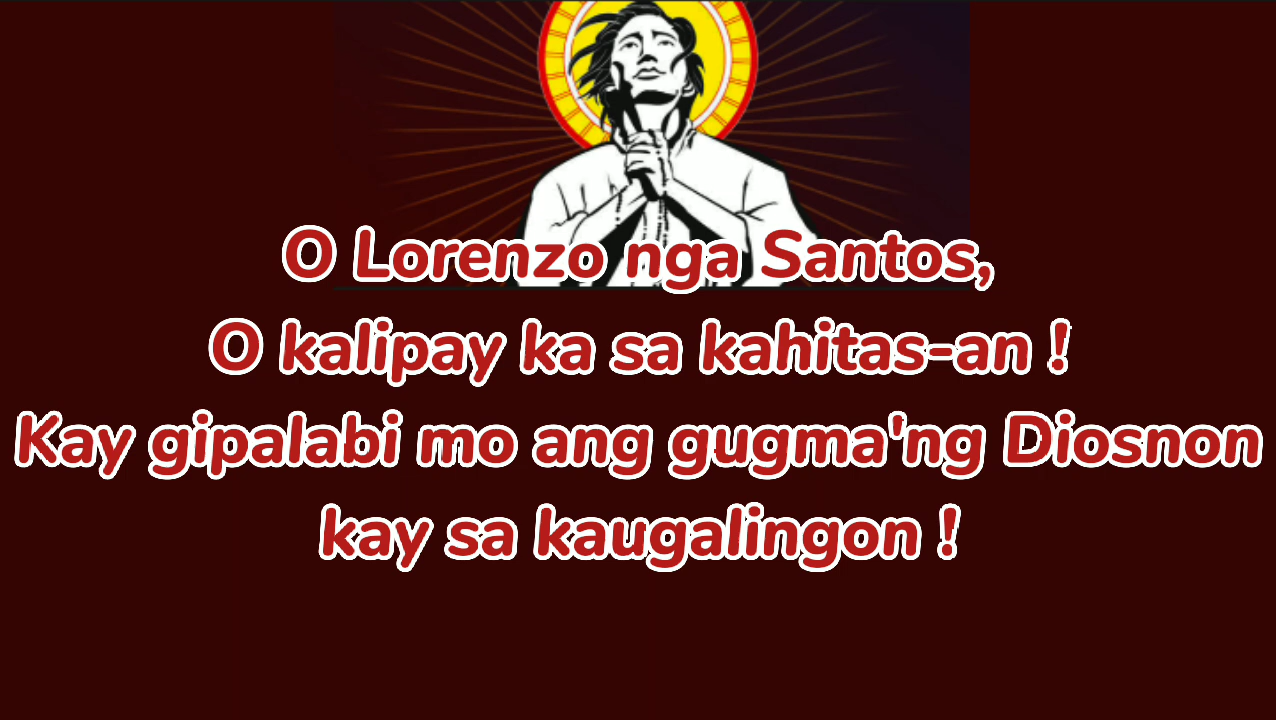 O Lorenzo nga Santos,
O kalipay ka sa kahitas-an !
Kay gipalabi mo ang gugma'ng Diosnon
kay sa kaugalingon !